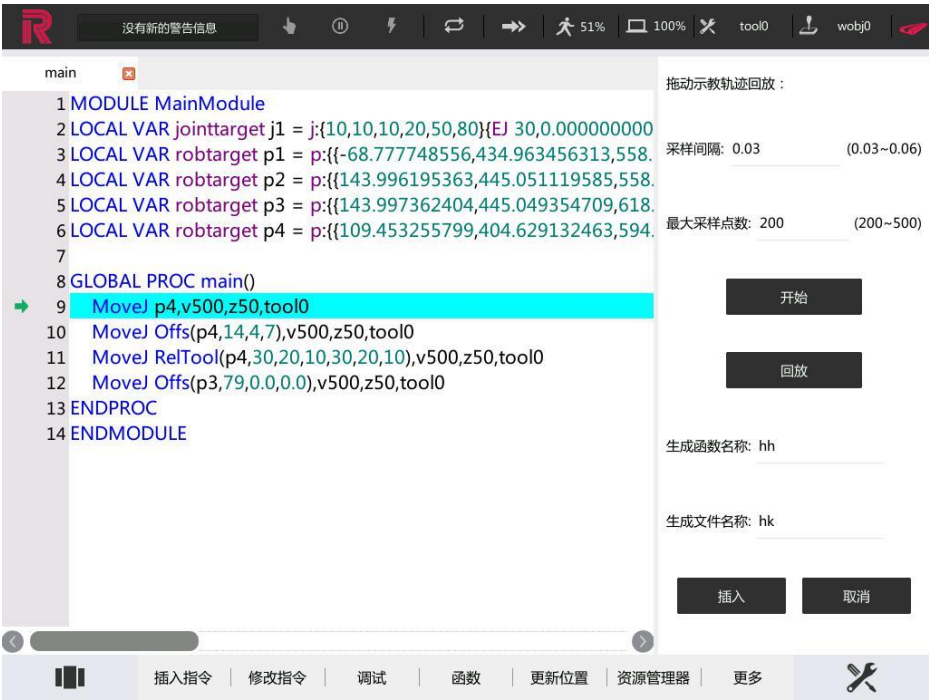 没有新的警告信息 51% 100% tool0 wobj0
main
1 MODULE MainModule
2 LOCAL VAR jointtarget j1 = j:{10,10,10,20,50,80}{EJ 30,0.000000000
3 LOCAL VAR robtarget p1 = p:{{-68.777748556,434.963456313,558.
4 LOCAL VAR robtarget p2 = p:{{143.996195363,445.051119585,558.
5 LOCAL VAR robtarget p3 = p:{{143.997362404,445.049354709,618.
6 LOCAL VAR robtarget p4 = p:{{109.453255799,404.629132463,594.
7
8 GLOBAL PROC main()
9 MoveJ p4,v500,z50,tool0
10 MoveJ Offs(p4,14,4,7),v500,z50,tool0
11 MoveJ RelTool(p4,30,20,10,30,20,10),v500,z50,tool0
12 MoveJ Offs(p3,79,0.0,0.0),v500,z50,tool0
13 ENDPROC
14 ENDMODULE
拖动示教轨迹回放：
采样间隔: 0.03 (0.03~0.06)
最大采样点数: 200 (200~500)
开始
回放
生成函数名称: hh
生成文件名称: hk
插入 取消
插入指令 修改指令 调试 函数 更新位置 资源管理器 更多